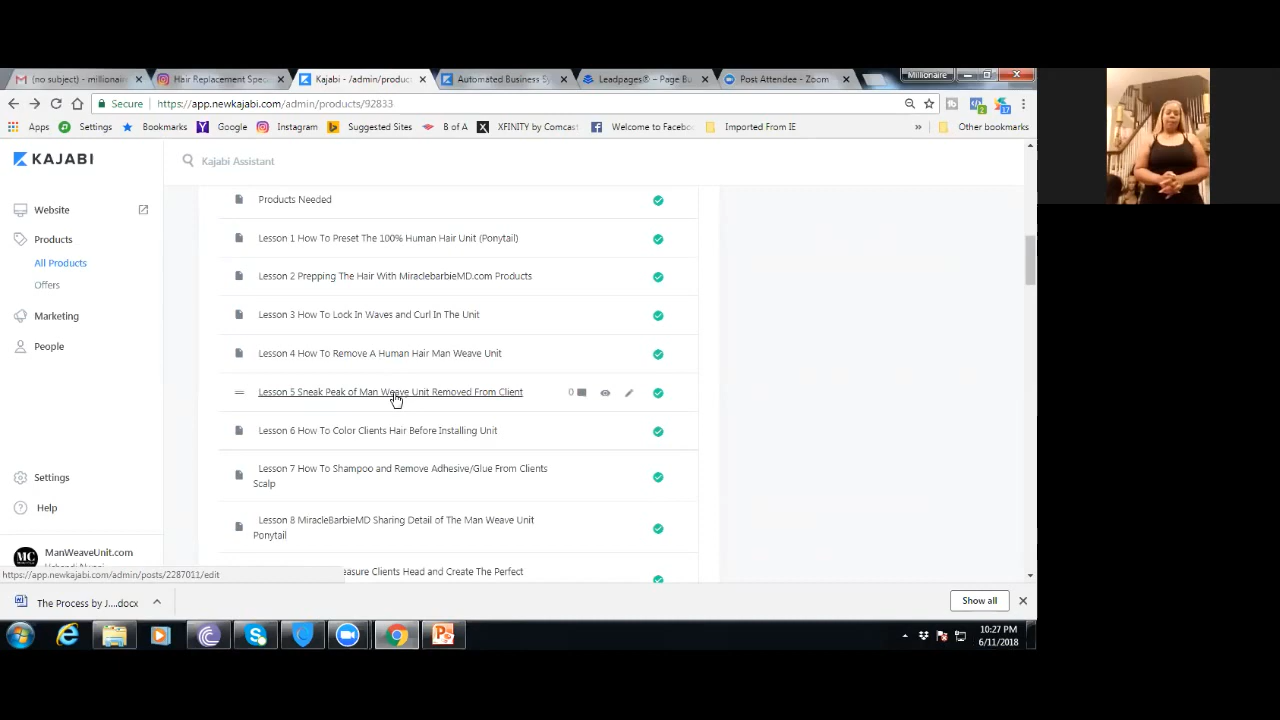 (no subject) - millionair
Hair Replacement Spec
Kajabi - /admin/produc
Automated Business Sy
Leadpages® – Page Bu
Post Attendee - Zoom
Millionaire
Secure
https://app.newkajabi.com/admin/products/92833
Apps
Settings
Bookmarks
Google
Instagram
Suggested Sites
B of A
XFINITY by Comcast
Welcome to Faceboo
Imported From IE
»
Other bookmarks
KAJABI
Kajabi Assistant
Website
Products
All Products
Offers
Marketing
People
Settings
Help
MC
ManWeaveUnit.com
Products Needed
Lesson 1 How To Preset The 100% Human Hair Unit (Ponytail)
Lesson 2 Prepping The Hair With MiraclebarbieMD.com Products
Lesson 3 How To Lock In Waves and Curl In The Unit
Lesson 4 How To Remove A Human Hair Man Weave Unit
Lesson 5 Sneak Peak of Man Weave Unit Removed From Client
0
Lesson 6 How To Color Clients Hair Before Installing Unit
Lesson 7 How To Shampoo and Remove Adhesive/Glue From Clients
Scalp
Lesson 8 MiracleBarbieMD Sharing Detail of The Man Weave Unit
Ponytail
easure Clients Head and Create The Perfect
https://app.newkajabi.com/admin/posts/2287011/edit
The Process by J....docx
Show all
10:27 PM
6/11/2018